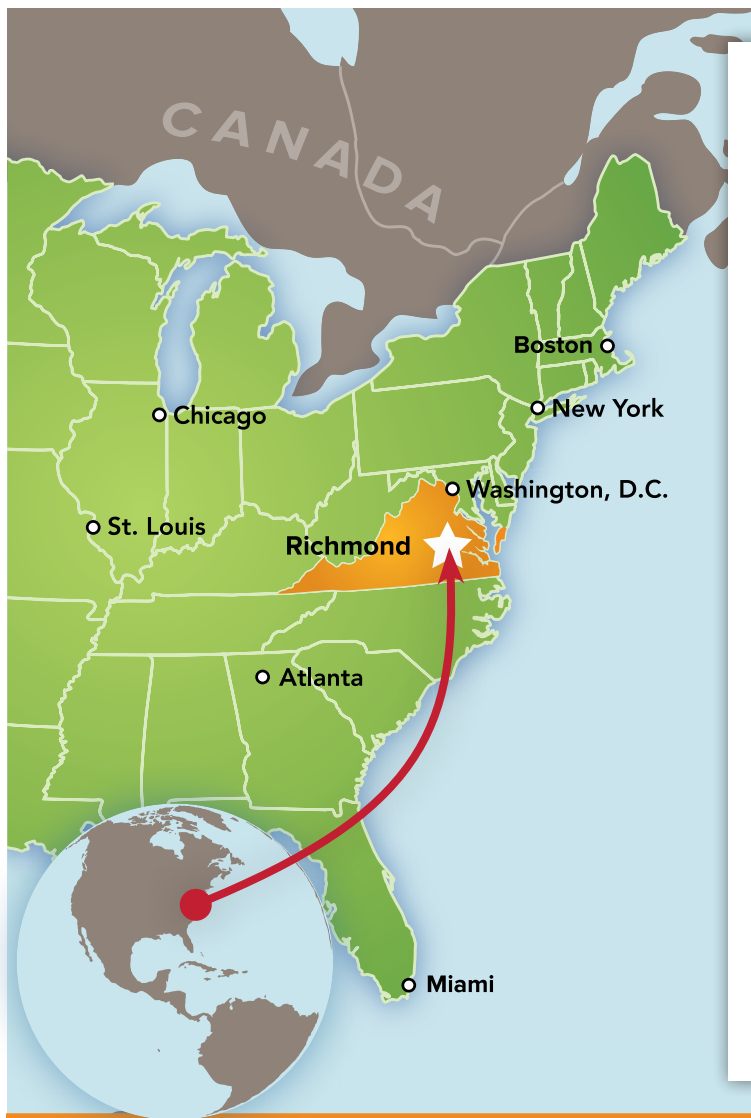 CANADA
Boston
New York
Chicago
Washington, D.C.
St. Louis
Richmond
Atlanta
Miami